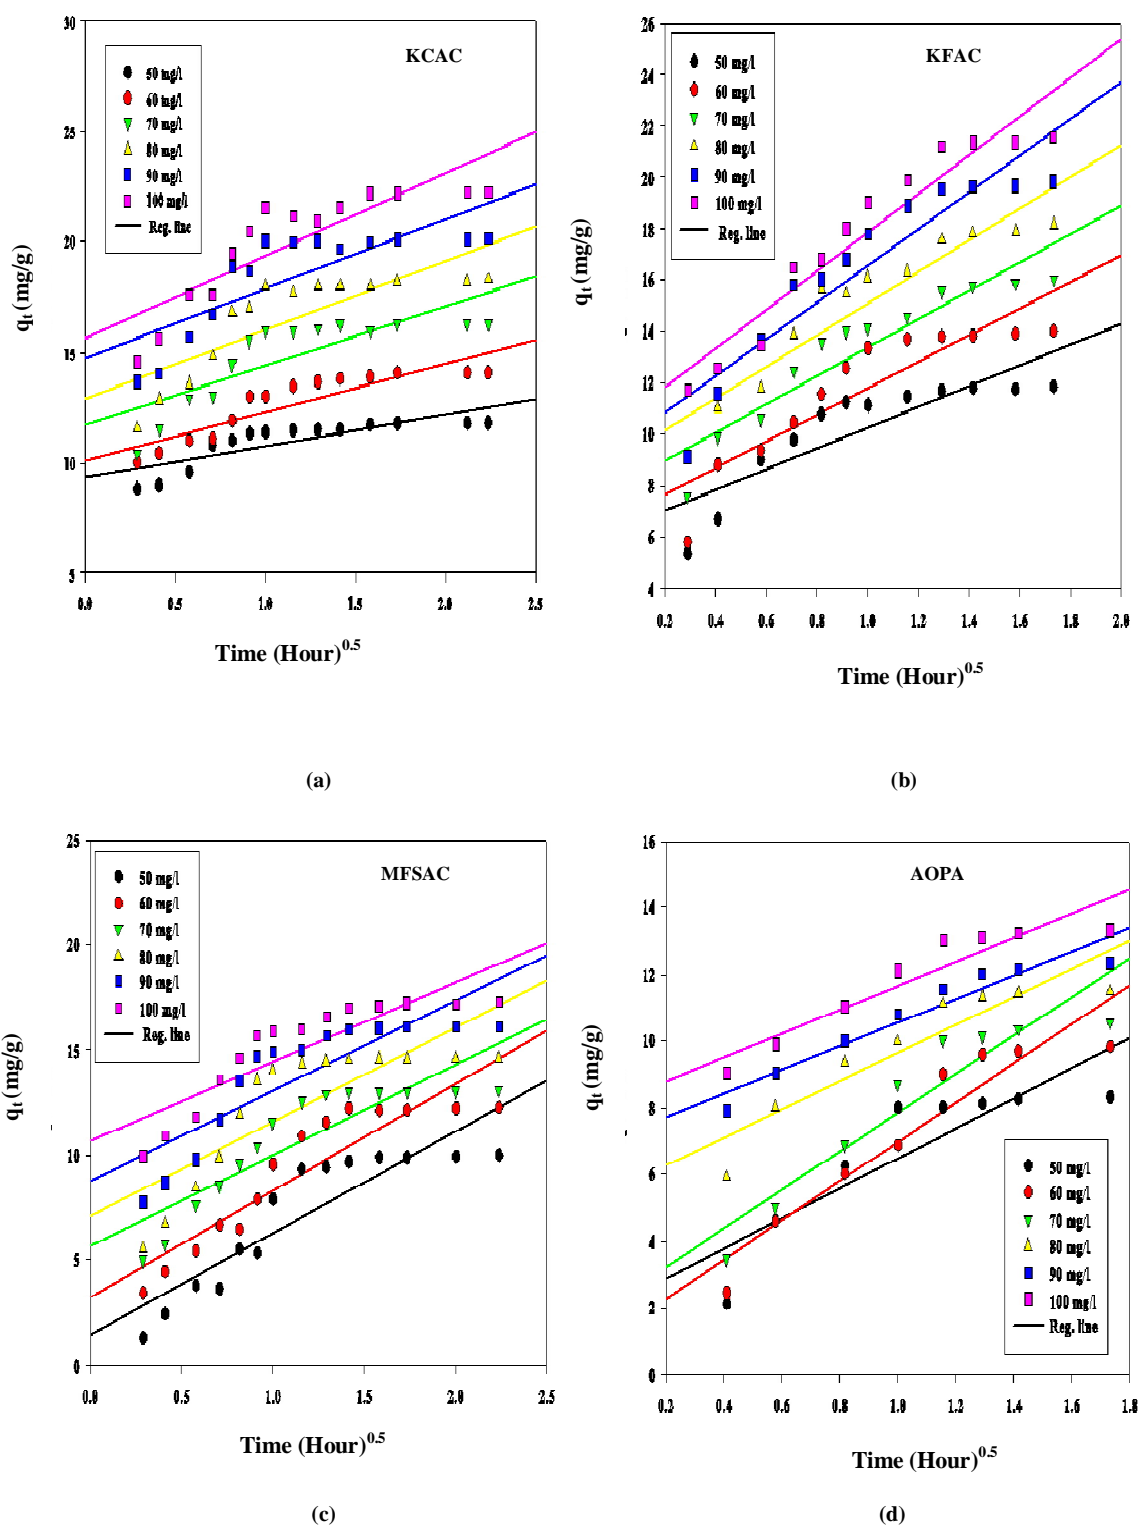 30
25
20
15
10
5
0.0 0.5 1.0 1.5 2.0 2.5
KCAC
50 mg/l
60 mg/l
70 mg/l
80 mg/l
90 mg/l
100 mg/l
Reg. line
qt (mg/g)
Time (Hour)0.5
(a)
26
24
22
20
18
16
14
12
10
8
6
4
0.2 0.4 0.6 0.8 1.0 1.2 1.4 1.6 1.8 2.0
KFAC
50 mg/l
60 mg/l
70 mg/l
80 mg/l
90 mg/l
100 mg/l
Reg. line
qt (mg/g)
Time (Hour)0.5
(b)
25
20
15
10
5
0
0.0 0.5 1.0 1.5 2.0 2.5
MFSAC
50 mg/l
60 mg/l
70 mg/l
80 mg/l
90 mg/l
100 mg/l
Reg. line
qt (mg/g)
Time (Hour)0.5
(c)
16
14
12
10
8
6
4
2
0
0.2 0.4 0.6 0.8 1.0 1.2 1.4 1.6 1.8
AOPA
50 mg/l
60 mg/l
70 mg/l
80 mg/l
90 mg/l
100 mg/l
Reg. line
qt (mg/g)
Time (Hour)0.5
(d)